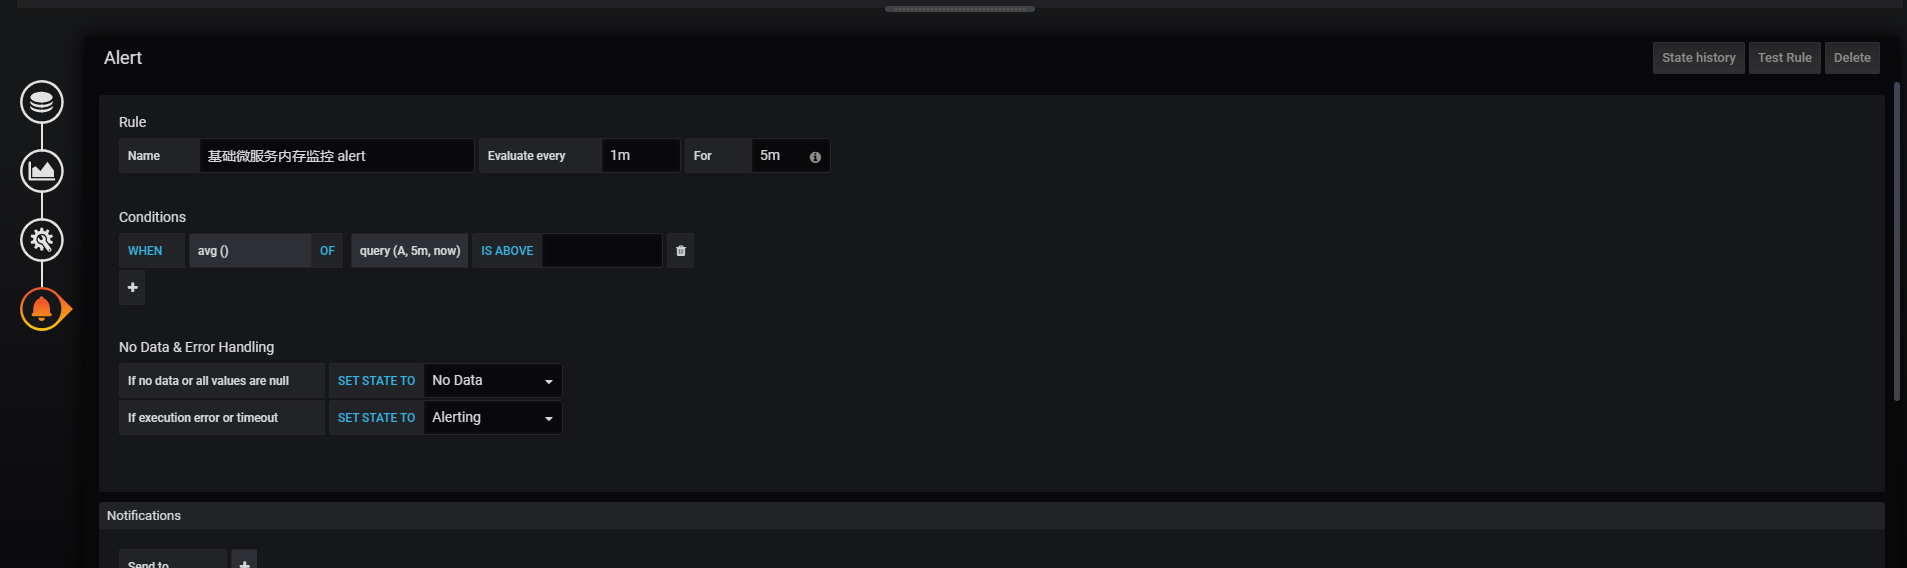 Alert
State history Test Rule Delete
Rule
Name 基础微服务内存监控 alert Evaluate every 1m For 5m
Conditions
WHEN avg () OF query (A, 5m, now) IS ABOVE
No Data & Error Handling
If no data or all values are null SET STATE TO No Data
If execution error or timeout SET STATE TO Alerting
Notifications
Send to